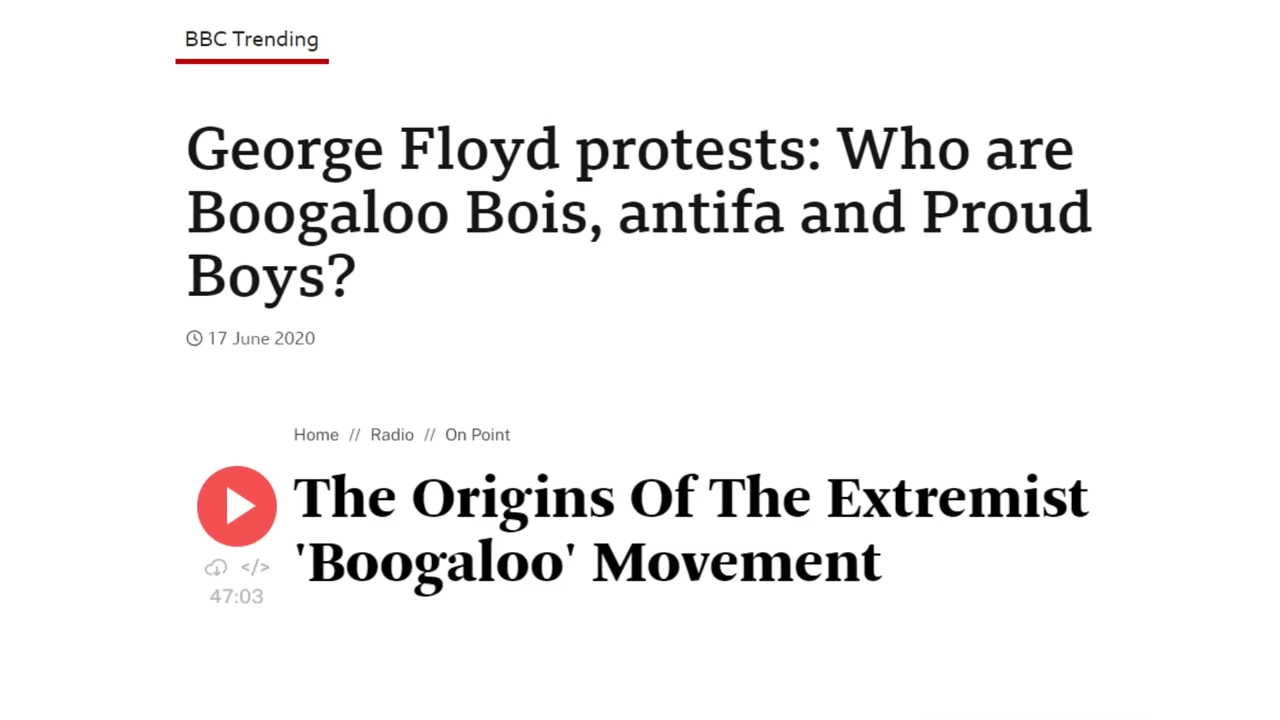 BBC Trending
George Floyd protests: Who are
Boogaloo Bois, antifa and Proud
Boys?
17 June 2020
Home // Radio // On Point
The Origins Of The Extremist
'Boogaloo' Movement
</>
47:03